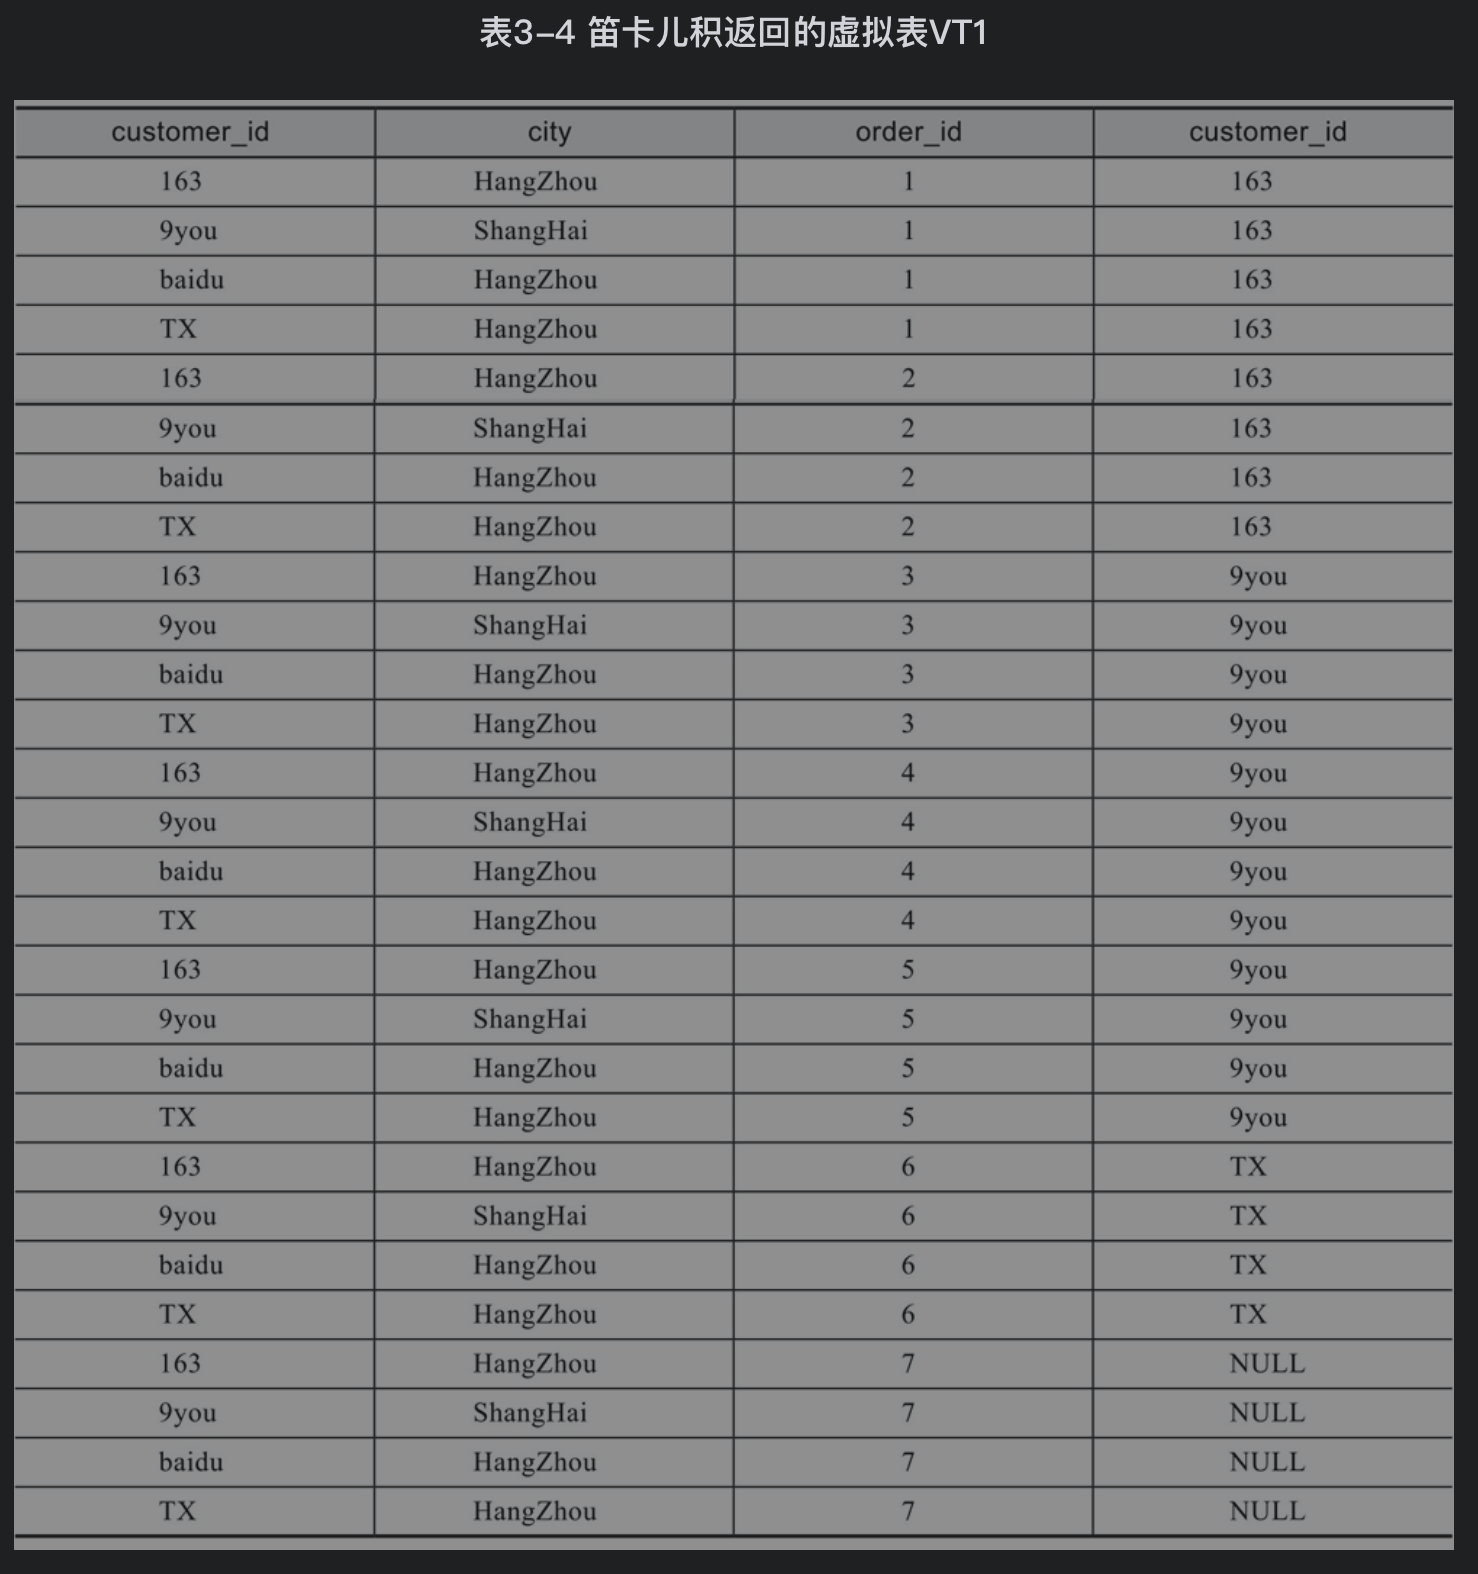 表3-4 笛卡儿积返回的虚拟表VT1
customer_id city order_id customer_id
163 HangZhou 1 163
9you ShangHai 1 163
baidu HangZhou 1 163
TX HangZhou 1 163
163 HangZhou 2 163
9you ShangHai 2 163
baidu HangZhou 2 163
TX HangZhou 2 163
163 HangZhou 3 9you
9you ShangHai 3 9you
baidu HangZhou 3 9you
TX HangZhou 3 9you
163 HangZhou 4 9you
9you ShangHai 4 9you
baidu HangZhou 4 9you
TX HangZhou 4 9you
163 HangZhou 5 9you
9you ShangHai 5 9you
baidu HangZhou 5 9you
TX HangZhou 5 9you
163 HangZhou 6 TX
9you ShangHai 6 TX
baidu HangZhou 6 TX
TX HangZhou 6 TX
163 HangZhou 7 NULL
9you ShangHai 7 NULL
baidu HangZhou 7 NULL
TX HangZhou 7 NULL